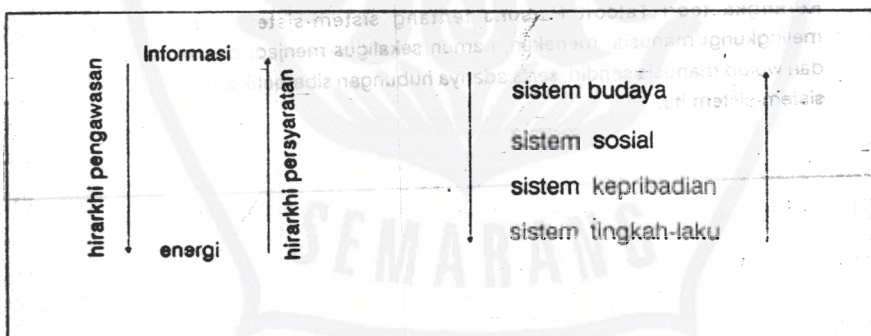 hirarkhi pengawasan
Informasi
energi
hirarkhi persyaratan
sistem budaya
sistem sosial
sistem kepribadian
sistem tingkah-laku
SEMARANG